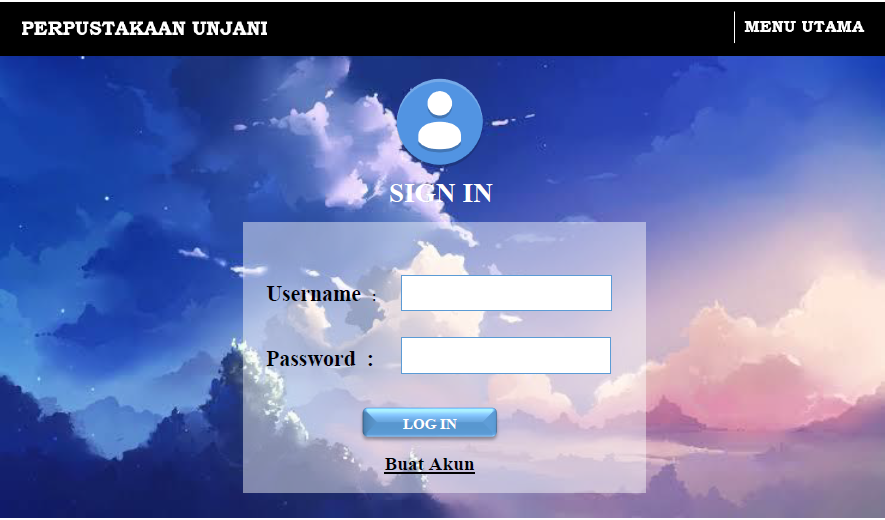 PERPUSTAKAAN UNJANI
MENU UTAMA
SIGN IN
Username :
Password :
LOG IN
Buat Akun